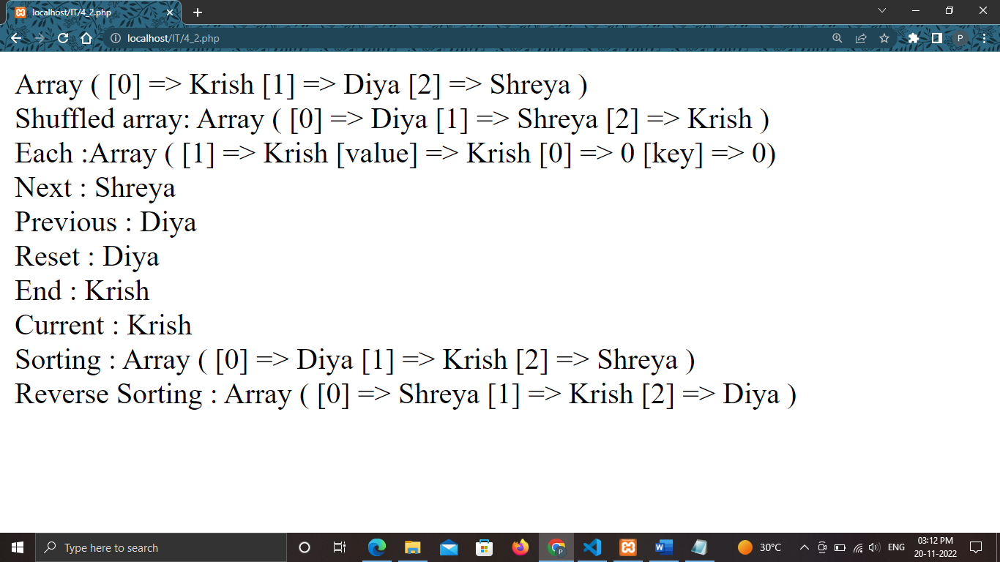 localhost/IT/4_2.php
localhost/IT/4_2.php
P
Array ( [0] => Krish [1] => Diya [2] => Shreya )
Shuffled array: Array ( [0] => Diya [1] => Shreya [2] => Krish )
Each :Array ( [1] => Krish [value] => Krish [0] => 0 [key] => 0)
Next : Shreya
Previous : Diya
Reset : Diya
End : Krish
Current : Krish
Sorting : Array ( [0] => Diya [1] => Krish [2] => Shreya )
Reverse Sorting : Array ( [0] => Shreya [1] => Krish [2] => Diya )
Type here to search
30°C
ENG
03:12 PM
20-11-2022